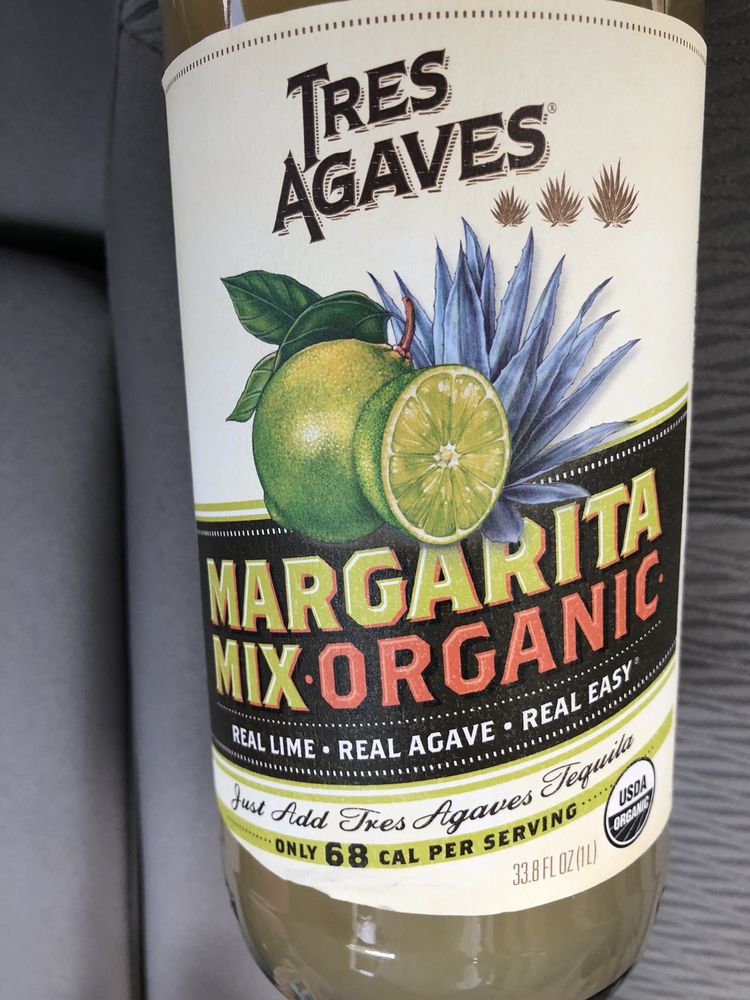 TRES
AGAVES®
MARGARITA
MIX·ORGANIC·
REAL LIME • REAL AGAVE • REAL EASY®
Just Add Tres Agaves Tequila
ONLY 68 CAL PER SERVING
USDA
ORGANIC
33.8 FL OZ (1L)